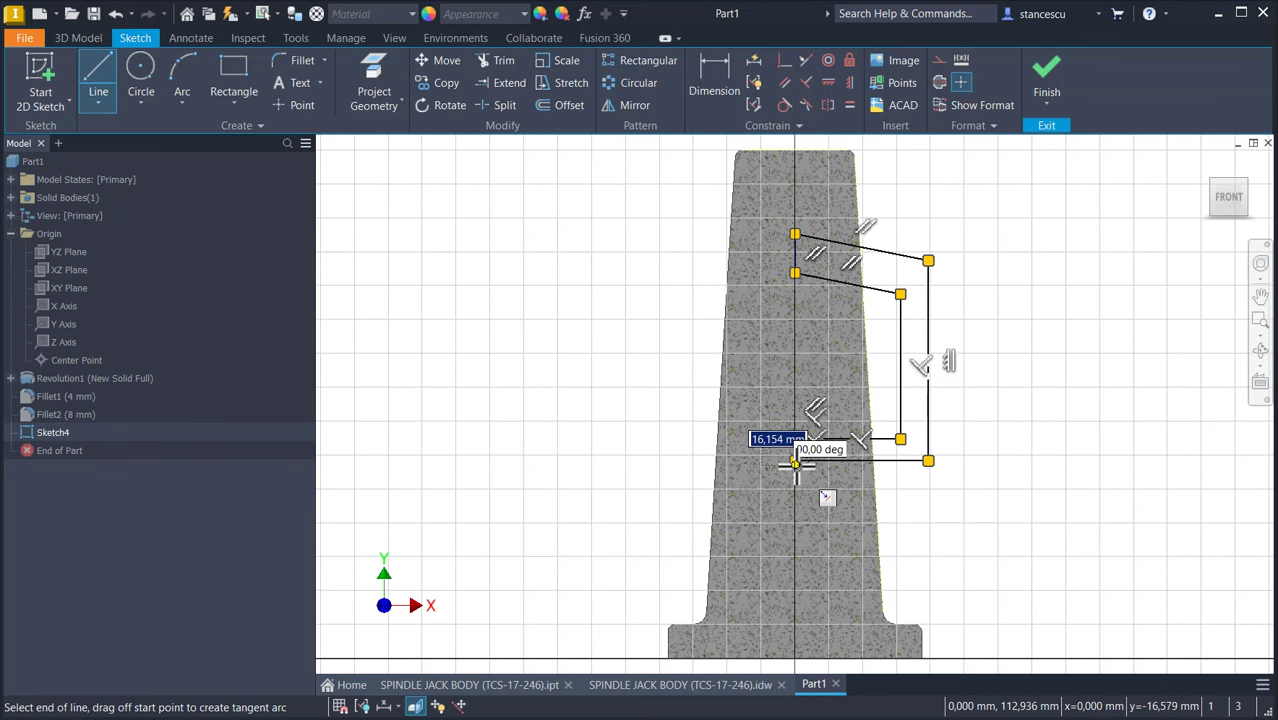 Material
Appearance
Part1
Search Help & Commands...
stancescu
File
3D Model
Sketch
Annotate
Inspect
Tools
Manage
View
Environments
Collaborate
Fusion 360
Start
2D Sketch
Line
Circle
Arc
Rectangle
Fillet
Text
Point
Project
Geometry
Move
Copy
Rotate
Trim
Extend
Split
Scale
Stretch
Offset
Rectangular
Circular
Mirror
Dimension
Image
Points
ACAD
Show Format
Finish
Sketch
Create
Modify
Pattern
Constrain
Insert
Format
Exit
Model
Part1
Model States: [Primary]
Solid Bodies(1)
View: [Primary]
Origin
YZ Plane
XZ Plane
XY Plane
X Axis
Y Axis
Z Axis
Center Point
Revolution1 (New Solid Full)
Fillet1 (4 mm)
Fillet2 (8 mm)
Sketch4
End of Part
FRONT
16,154 mm
90,00 deg
Y
X
Home
SPINDLE JACK BODY (TCS-17-246).ipt
SPINDLE JACK BODY (TCS-17-246).idw
Part1
Select end of line, drag off start point to create tangent arc
0,000 mm, 112,936 mm
x=0,000 mm
y=-16,579 mm
1
3